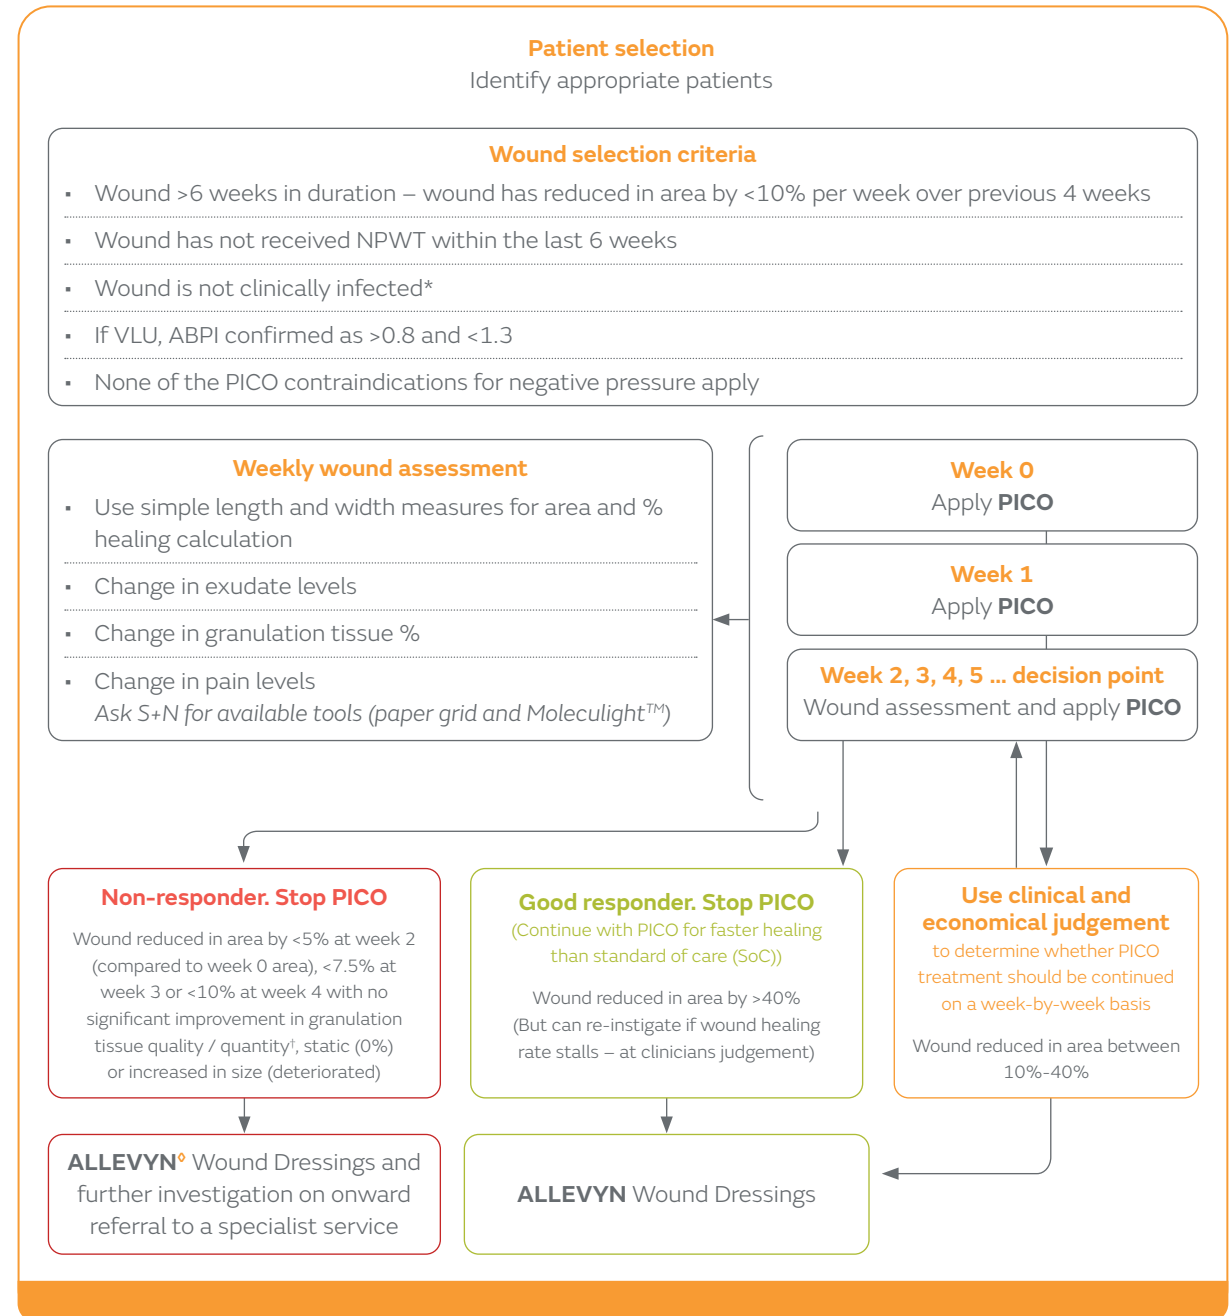 Patient selection
Identify appropriate patients
Wound selection criteria
▪ Wound >6 weeks in duration – wound has reduced in area by <10% per week over previous 4 weeks
▪ Wound has not received NPWT within the last 6 weeks
▪ Wound is not clinically infected*
▪ If VLU, ABPI confirmed as >0.8 and <1.3
▪ None of the PICO contraindications for negative pressure apply
Weekly wound assessment
▪ Use simple length and width measures for area and %
healing calculation
▪ Change in exudate levels
▪ Change in granulation tissue %
▪ Change in pain levels
Ask S+N for available tools (paper grid and Moleculight™)
Week 0
Apply PICO
Week 1
Apply PICO
Week 2, 3, 4, 5 ... decision point
Wound assessment and apply PICO
Non-responder. Stop PICO
Wound reduced in area by <5% at week 2
(compared to week 0 area), <7.5% at
week 3 or <10% at week 4 with no
significant improvement in granulation
tissue quality / quantity†, static (0%)
or increased in size (deteriorated)
Good responder. Stop PICO
(Continue with PICO for faster healing
than standard of care (SoC))
Wound reduced in area by >40%
(But can re-instigate if wound healing
rate stalls – at clinicians judgement)
Use clinical and
economical judgement
to determine whether PICO
treatment should be continued
on a week-by-week basis
Wound reduced in area between
10%-40%
ALLEVYN◊ Wound Dressings and
further investigation on onward
referral to a specialist service
ALLEVYN Wound Dressings